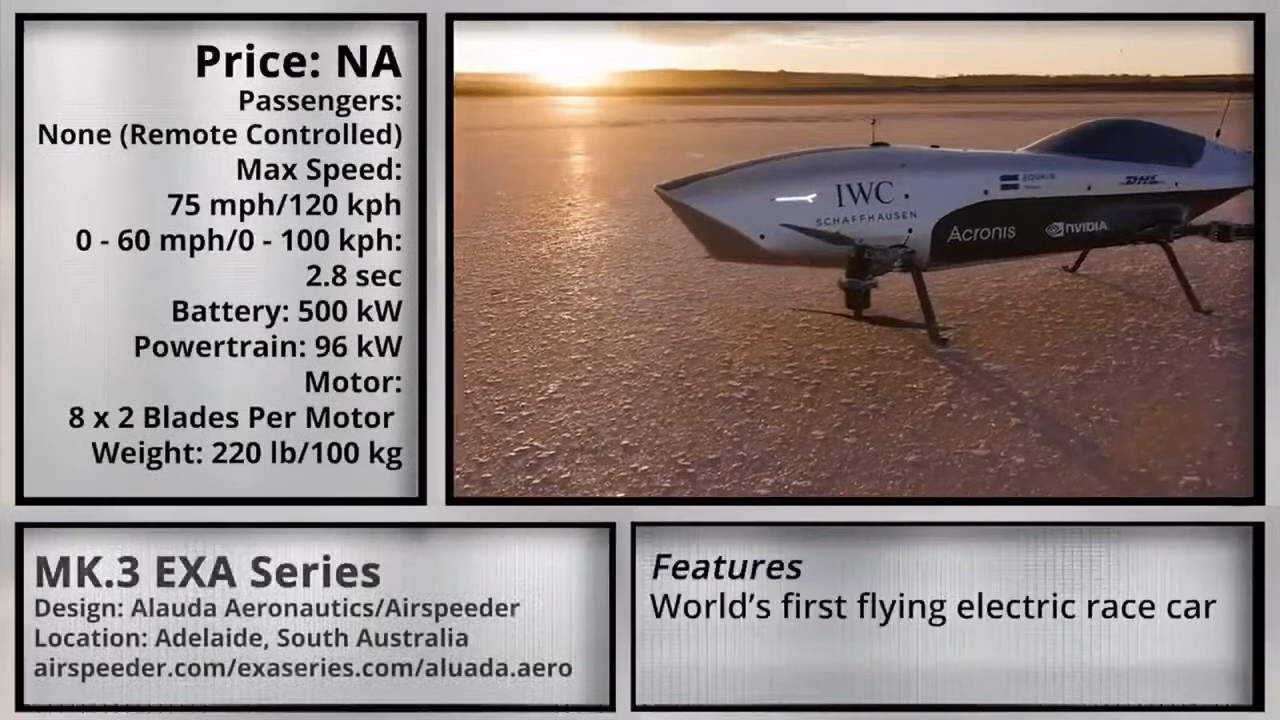 Price: NA
Passengers:
None (Remote Controlled)
Max Speed:
75 mph/120 kph
0 - 60 mph/0 - 100 kph:
2.8 sec
Battery: 500 kW
Powertrain: 96 kW
Motor:
8 x 2 Blades Per Motor
Weight: 220 lb/100 kg
IWC
SCHAFFHAUSEN
EQUALS
DHL
Acronis
NVIDIA
MK.3 EXA Series
Design: Alauda Aeronautics/Airspeeder
Location: Adelaide, South Australia
airspeeder.com/exaseries.com/aluada.aero
Features
World’s first flying electric race car